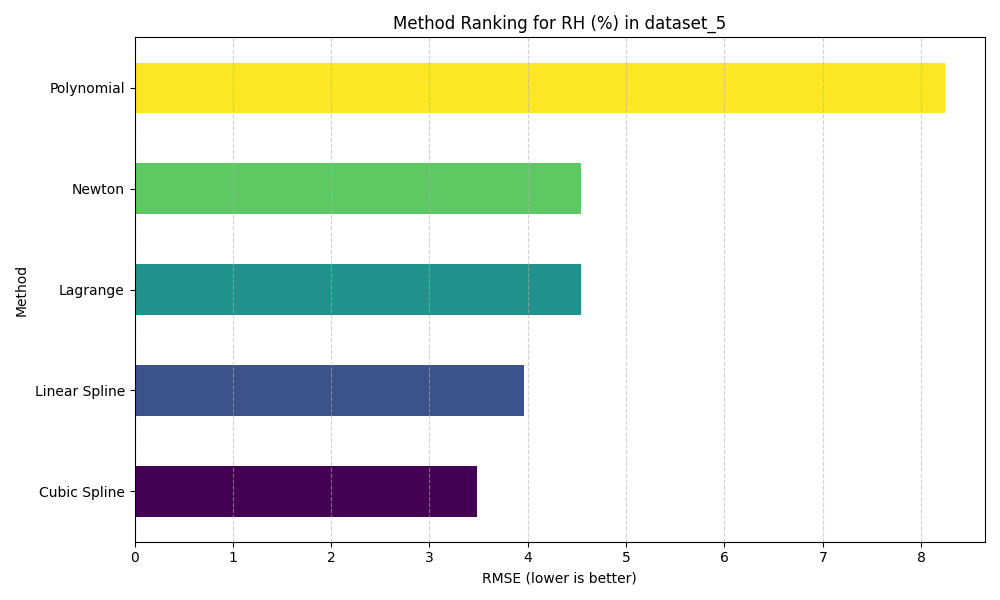 Method Ranking for RH (%) in dataset_5
Polynomial
Newton
Lagrange
Linear Spline
Cubic Spline
Method
0 1 2 3 4 5 6 7 8
RMSE (lower is better)